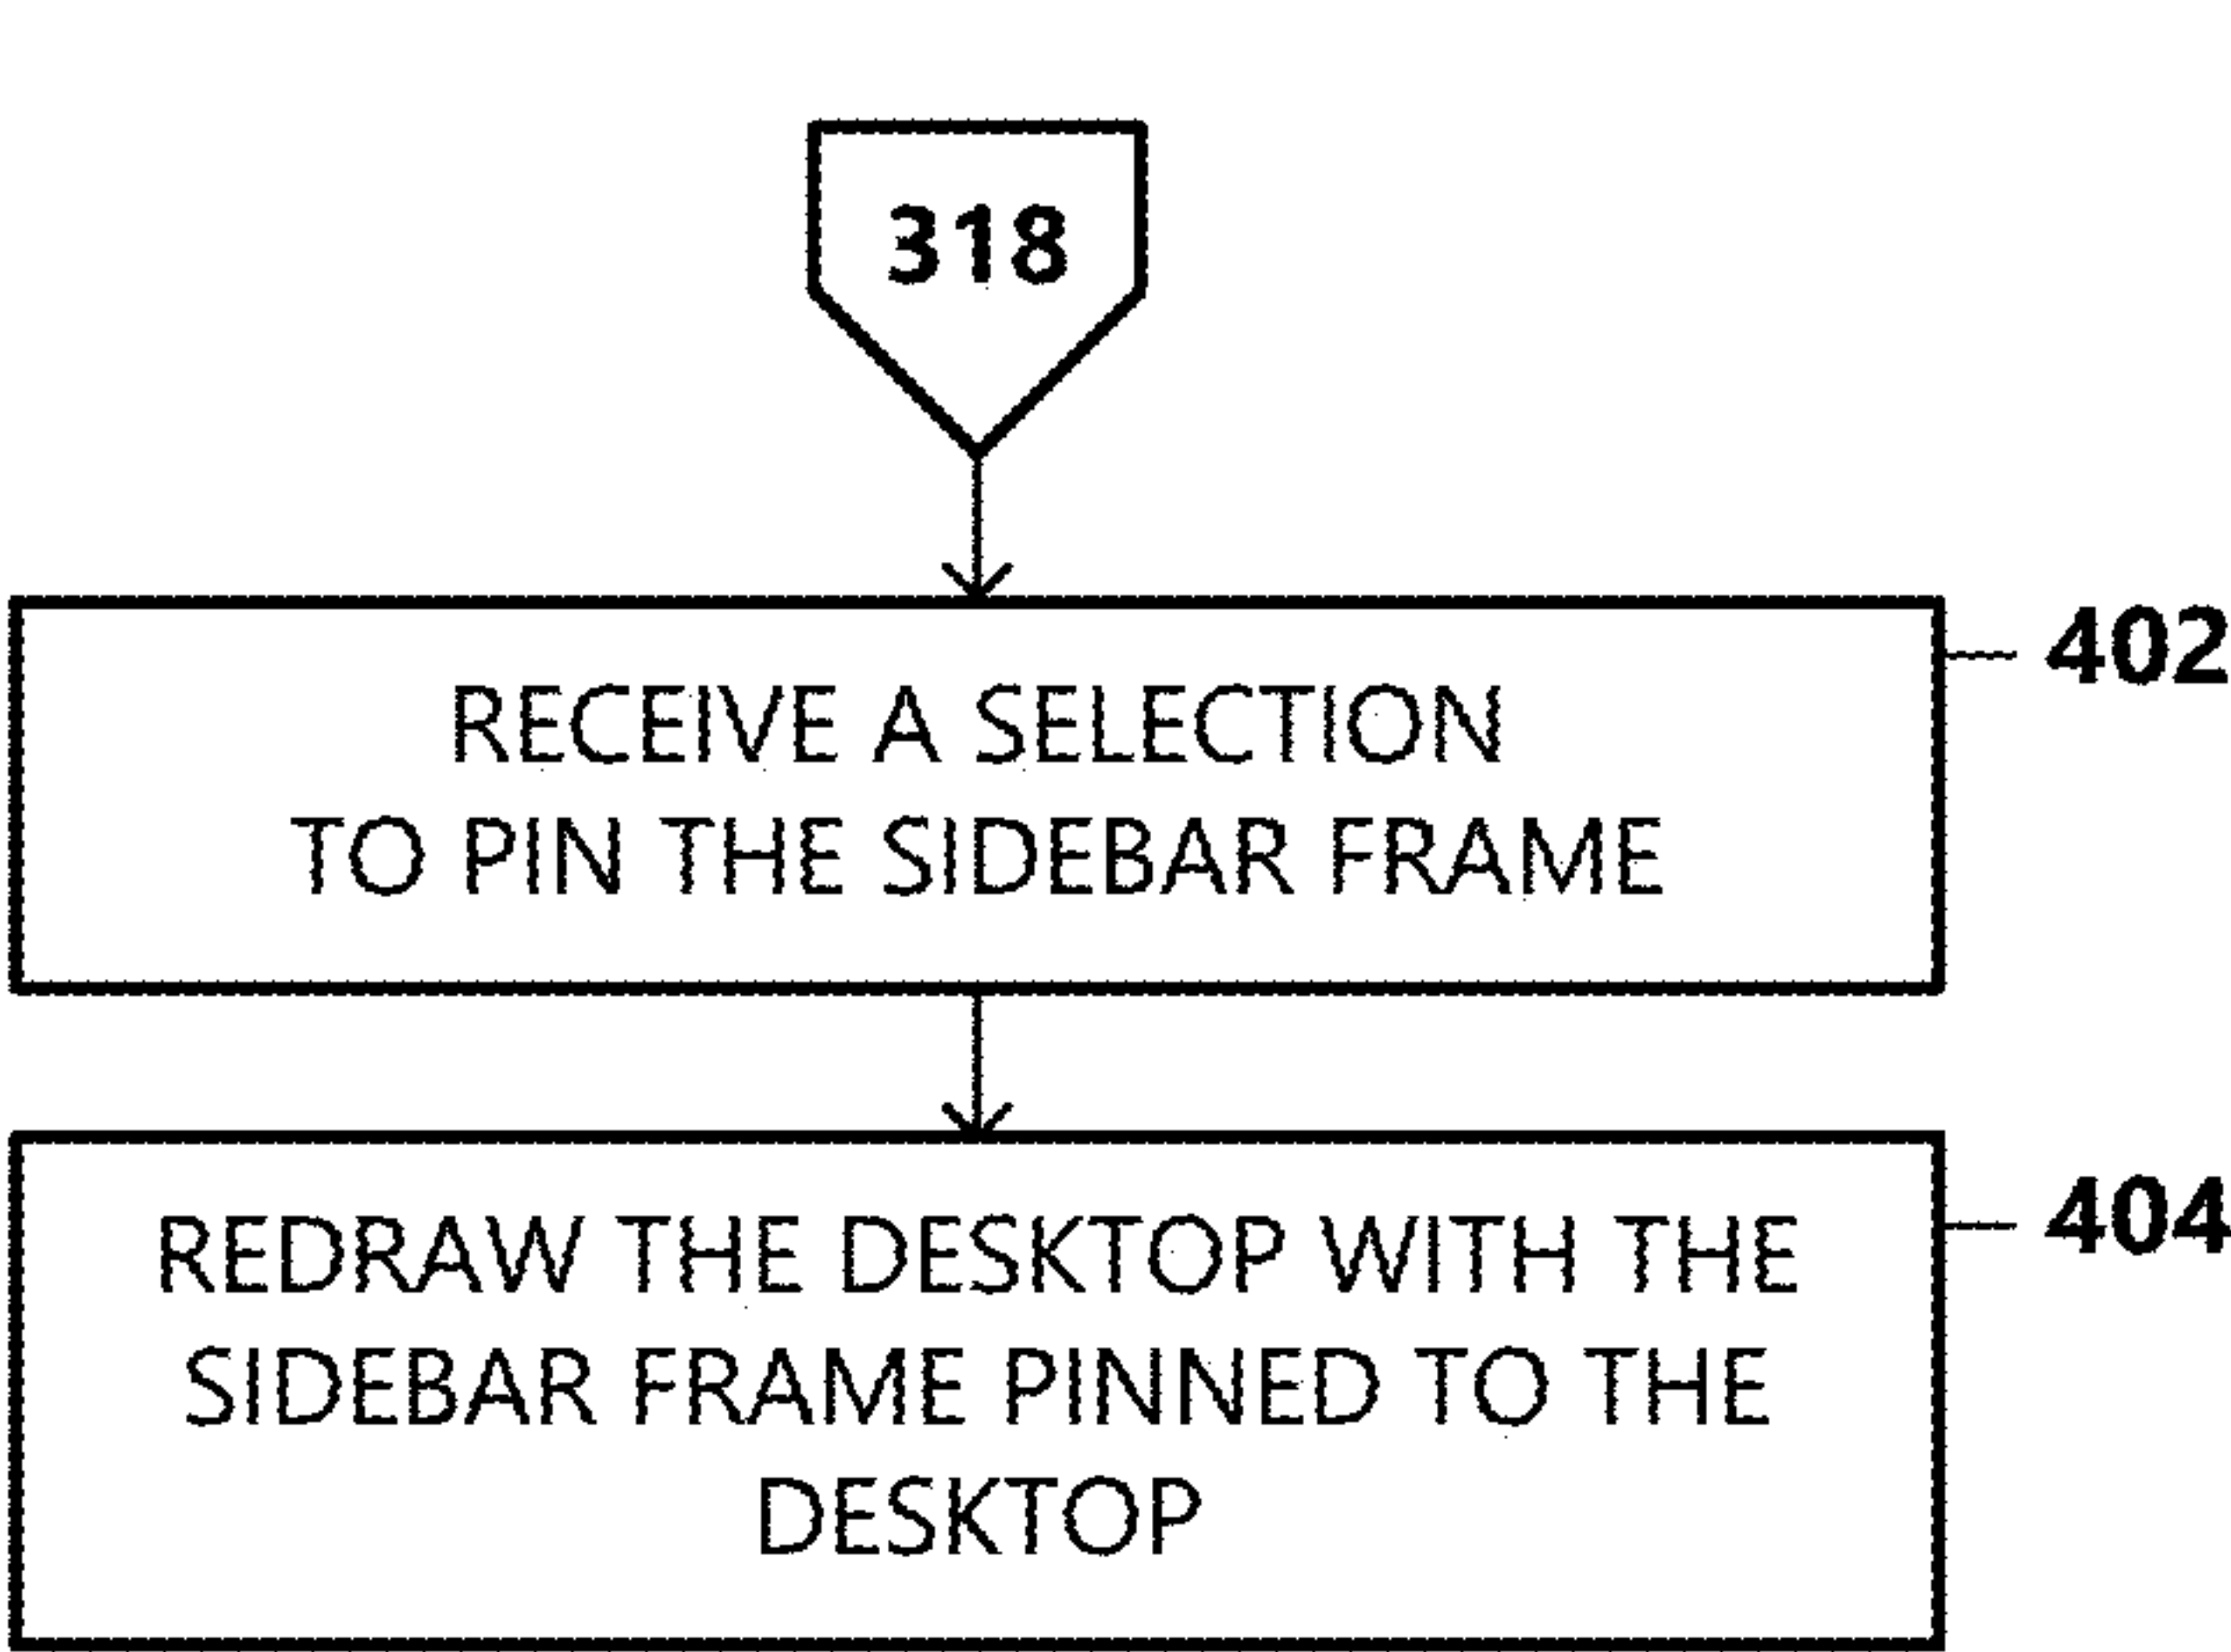 318
402
RECEIVE A SELECTION
TO PIN THE SIDEBAR FRAME
404
REDRAW THE DESKTOP WITH THE
SIDEBAR FRAME PINNED TO THE
DESKTOP